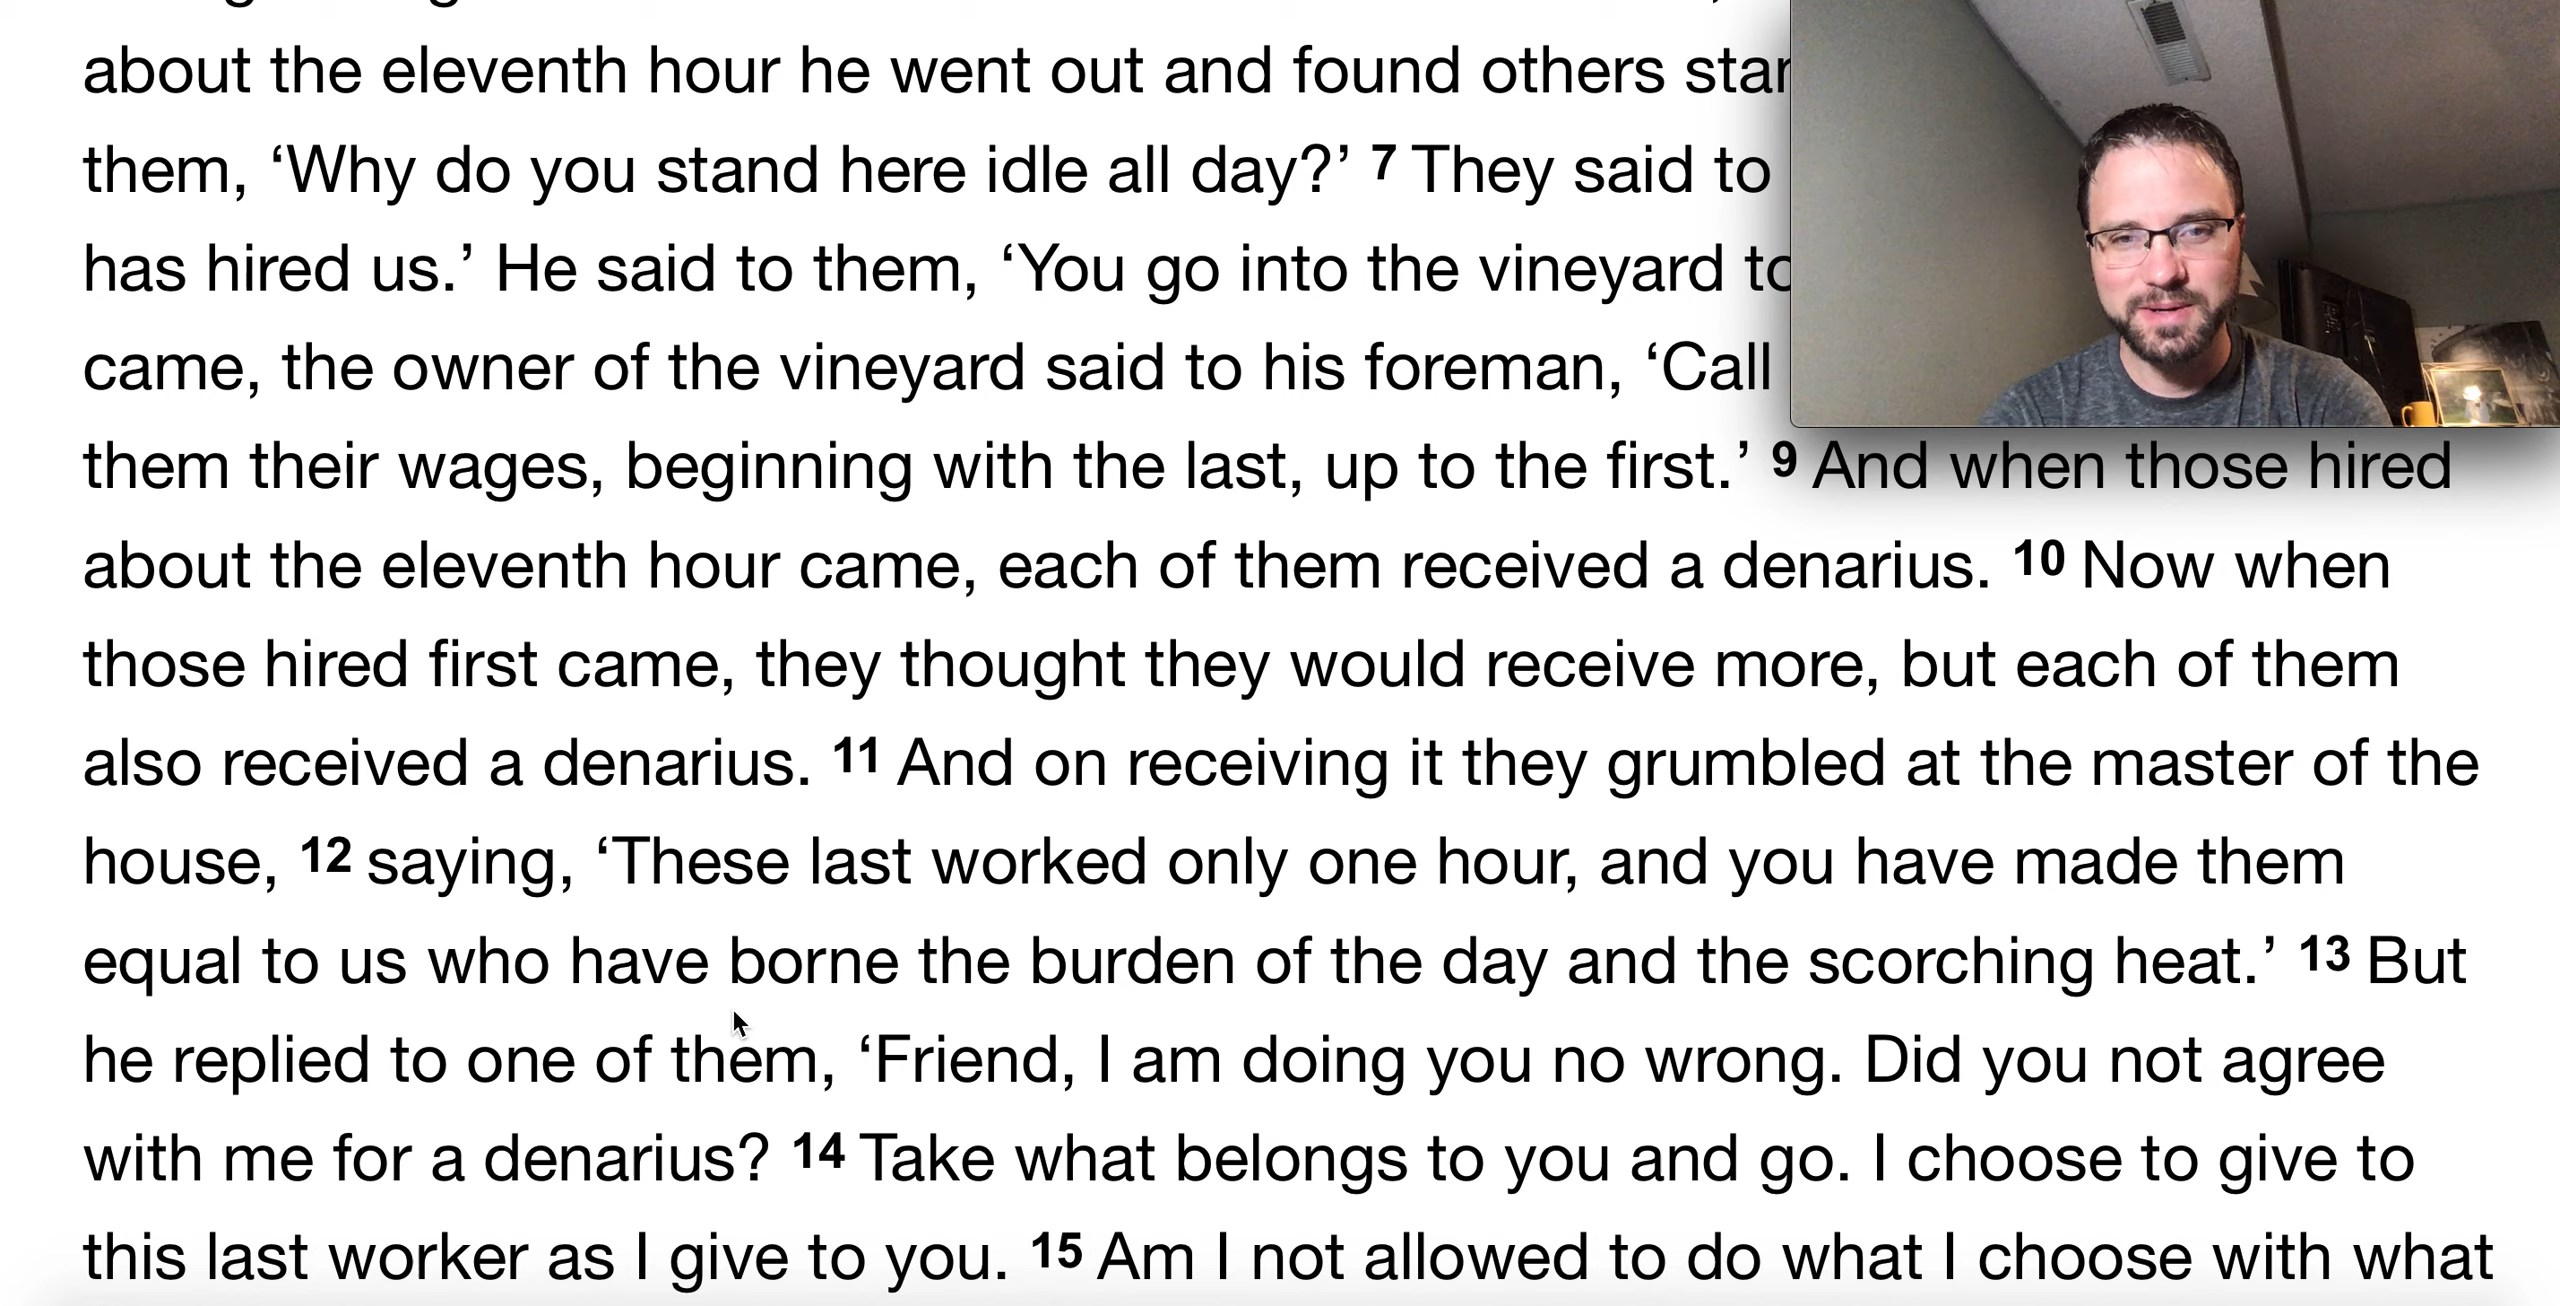 about the eleventh hour he went out and found others
them, ‘Why do you stand here idle all day?’ 7 They said to
has hired us.’ He said to them, ‘You go into the vineyard
came, the owner of the vineyard said to his foreman, ‘Call
them their wages, beginning with the last, up to the first.’ 9 And when those hired
about the eleventh hour came, each of them received a denarius. 10 Now when
those hired first came, they thought they would receive more, but each of them
also received a denarius. 11 And on receiving it they grumbled at the master of the
house, 12 saying, ‘These last worked only one hour, and you have made them
equal to us who have borne the burden of the day and the scorching heat.’ 13 But
he replied to one of them, ‘Friend, I am doing you no wrong. Did you not agree
with me for a denarius? 14 Take what belongs to you and go. I choose to give to
this last worker as I give to you. 15 Am I not allowed to do what I choose with what